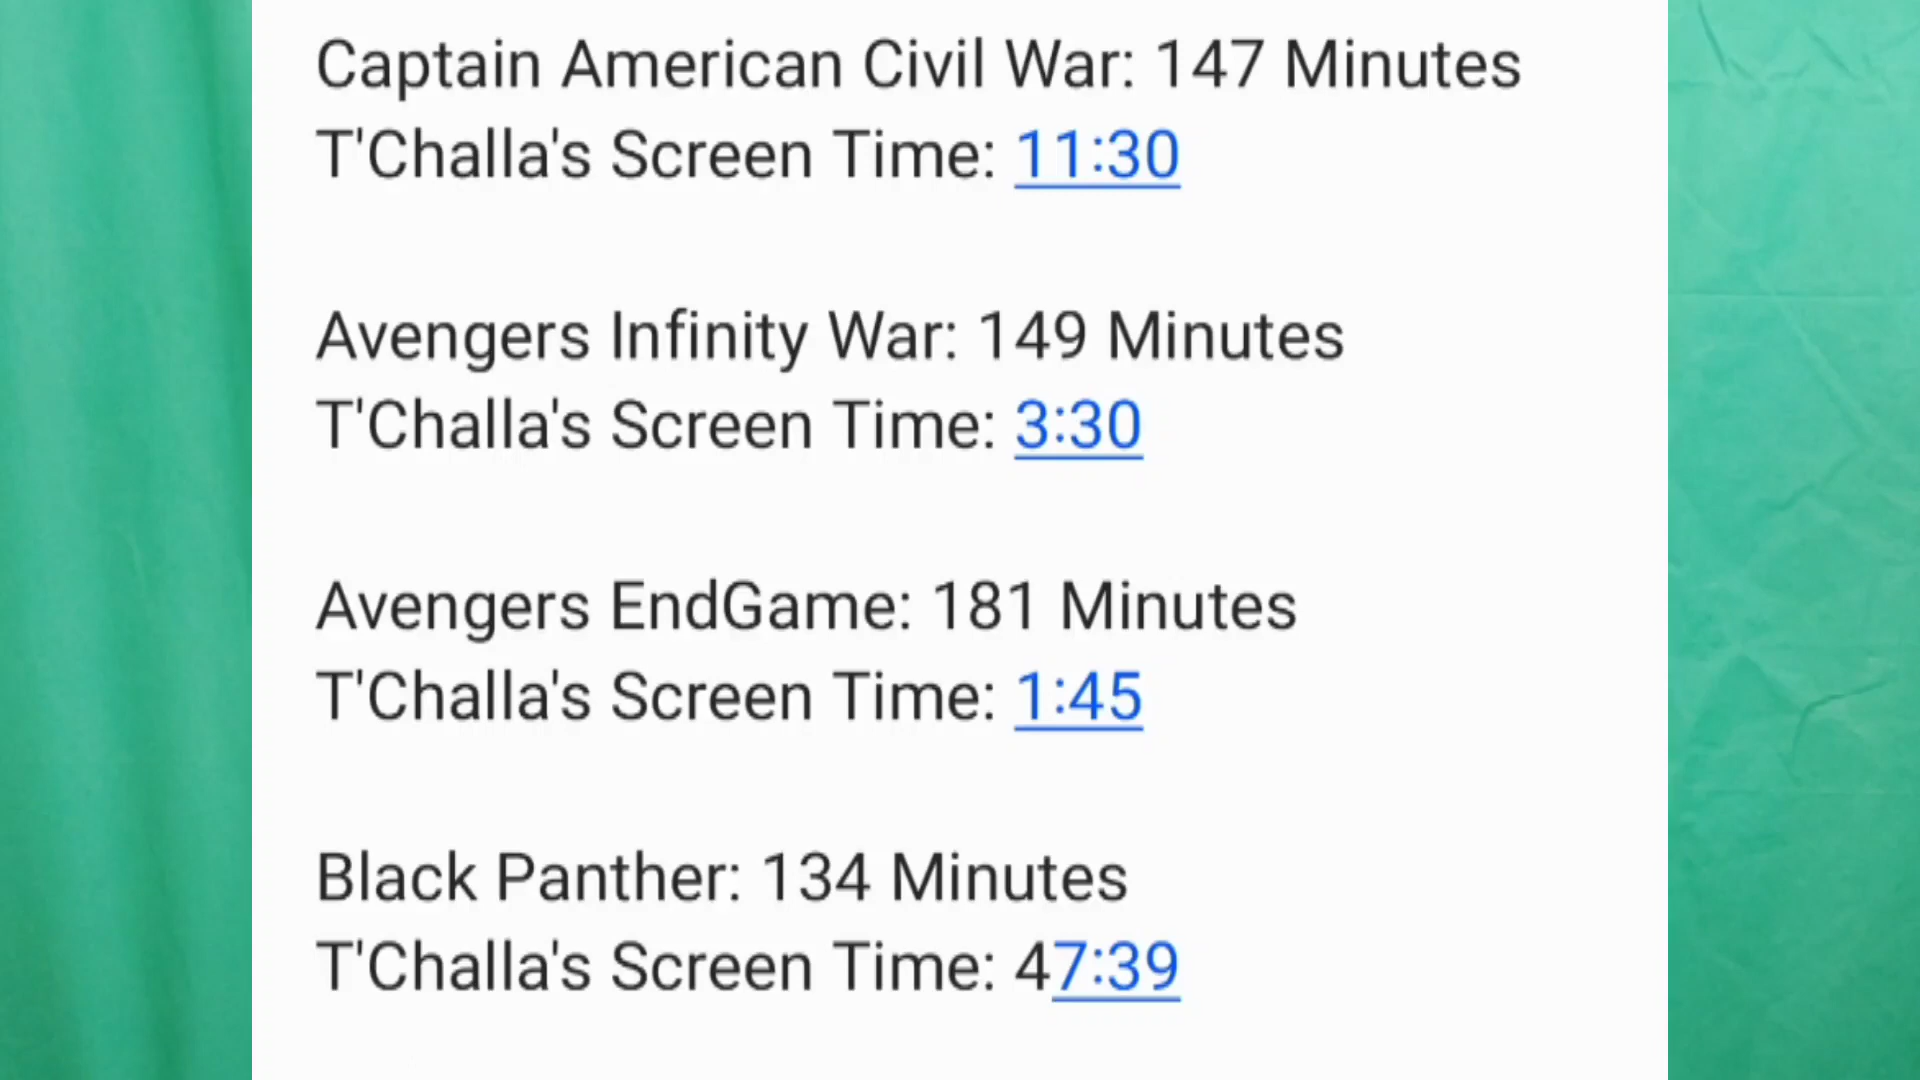 Captain American Civil War: 147 Minutes
T'Challa's Screen Time: 11:30
Avengers Infinity War: 149 Minutes
T'Challa's Screen Time: 3:30
Avengers EndGame: 181 Minutes
T'Challa's Screen Time: 1:45
Black Panther: 134 Minutes
T'Challa's Screen Time: 47:39